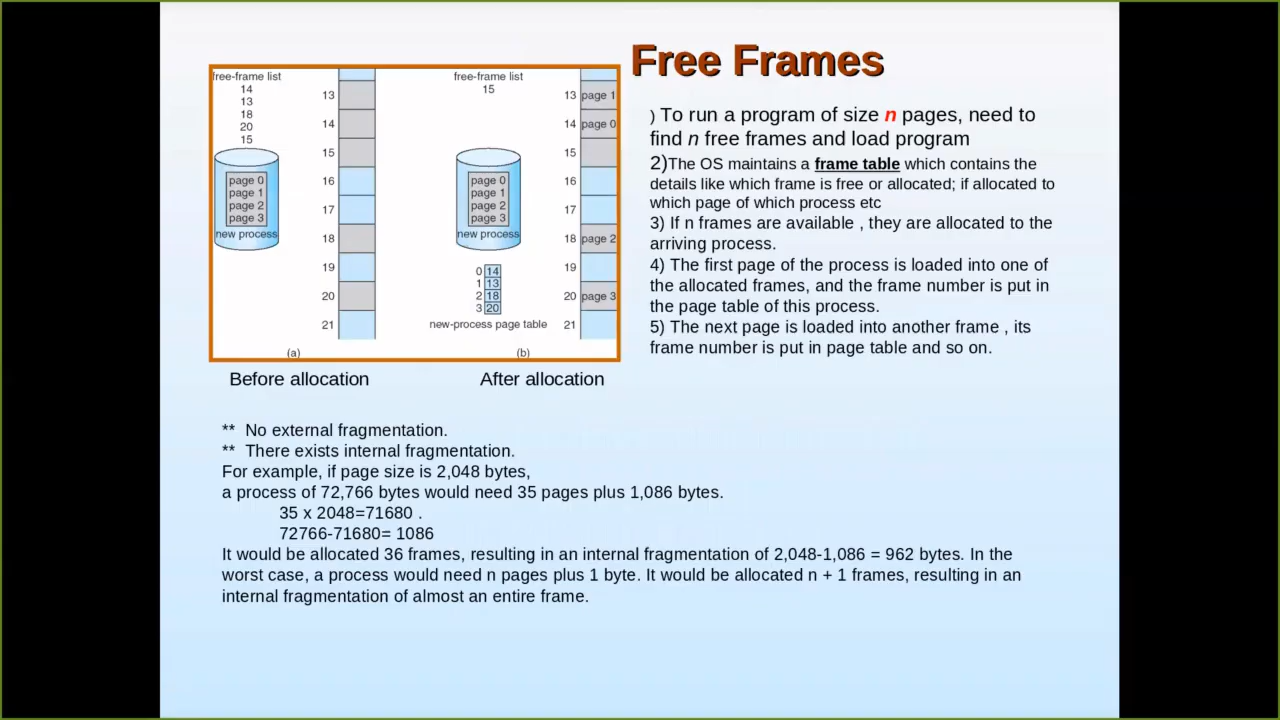 Free Frames
free-frame list
14
13
18
20
15
page 0
page 1
page 2
page 3
new process
13
14
15
16
17
18
19
20
21
(a)
free-frame list
15
page 0
page 1
page 2
page 3
new process
0 14
1 13
2 18
3 20
new-process page table
13 page 1
14 page 0
15
16
17
18 page 2
19
20 page 3
21
(b)
Before allocation
After allocation
) To run a program of size n pages, need to
find n free frames and load program
2)The OS maintains a frame table which contains the
details like which frame is free or allocated; if allocated to
which page of which process etc
3) If n frames are available , they are allocated to the
arriving process.
4) The first page of the process is loaded into one of
the allocated frames, and the frame number is put in
the page table of this process.
5) The next page is loaded into another frame , its
frame number is put in page table and so on.
** No external fragmentation.
** There exists internal fragmentation.
For example, if page size is 2,048 bytes,
a process of 72,766 bytes would need 35 pages plus 1,086 bytes.
35 x 2048=71680 .
72766-71680= 1086
It would be allocated 36 frames, resulting in an internal fragmentation of 2,048-1,086 = 962 bytes. In the
worst case, a process would need n pages plus 1 byte. It would be allocated n + 1 frames, resulting in an
internal fragmentation of almost an entire frame.